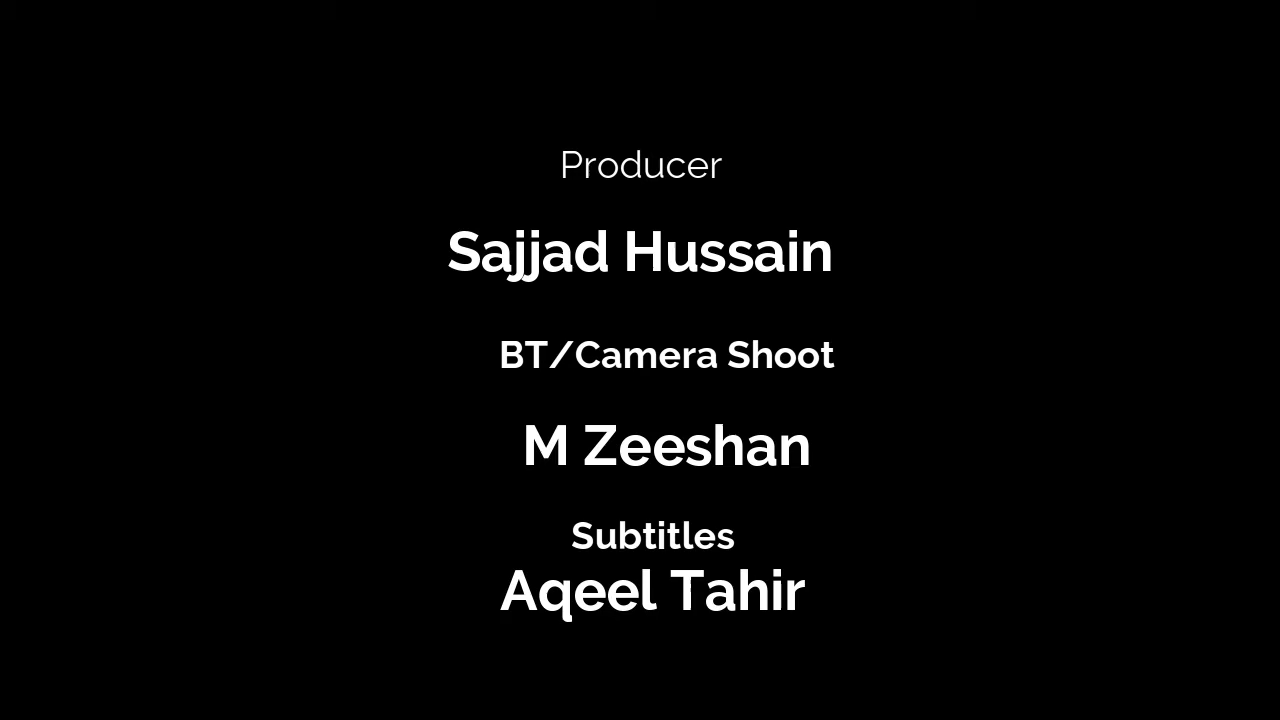 Producer
Sajjad Hussain
BT/Camera Shoot
M Zeeshan
Subtitles
Aqeel Tahir